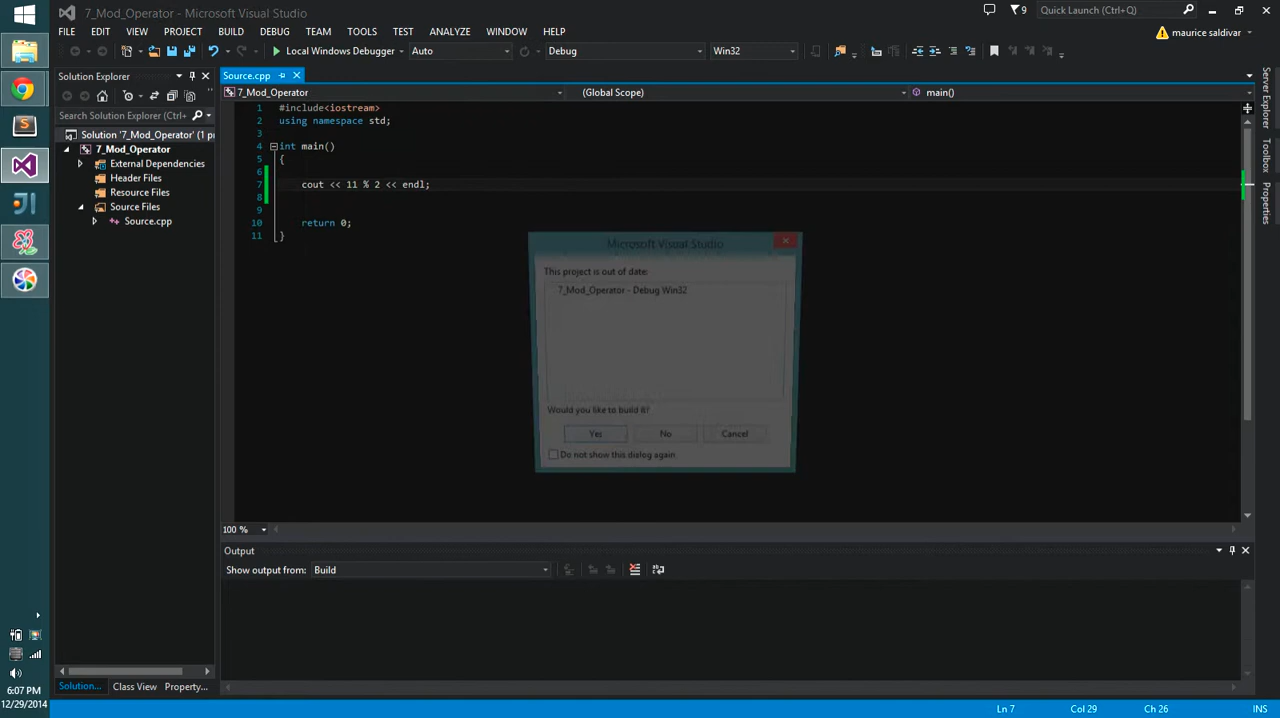 7_Mod_Operator - Microsoft Visual Studio
9
Quick Launch (Ctrl+Q)
FILE EDIT VIEW PROJECT BUILD DEBUG TEAM TOOLS TEST ANALYZE WINDOW HELP
maurice saldivar
Local Windows Debugger
Auto
Debug
Win32
Solution Explorer
Search Solution Explorer (Ctrl+
Solution '7_Mod_Operator' (1 p
7_Mod_Operator
External Dependencies
Header Files
Resource Files
Source Files
Source.cpp
Source.cpp
7_Mod_Operator
(Global Scope)
main()
1 #include<iostream>
2 using namespace std;
3
4 int main()
5 {
6
7 cout << 11 % 2 << endl;
8
9
10 return 0;
11 }
Microsoft Visual Studio
This project is out of date:
7_Mod_Operator - Debug Win32
Would you like to build it?
Yes No Cancel
Do not show this dialog again
100 %
Output
Show output from: Build
Server Explorer
Toolbox
Properties
Solution... Class View Property...
6:07 PM
12/29/2014
Ln 7 Col 29 Ch 26 INS